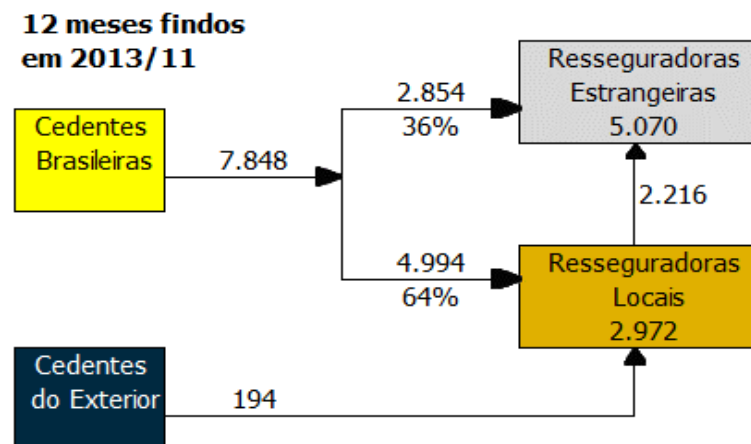 12 meses findos
em 2013/11
Cedentes
Brasileiras
7.848
2.854
36%
Resseguradoras
Estrangeiras
5.070
2.216
4.994
64%
Resseguradoras
Locais
2.972
Cedentes
do Exterior
194